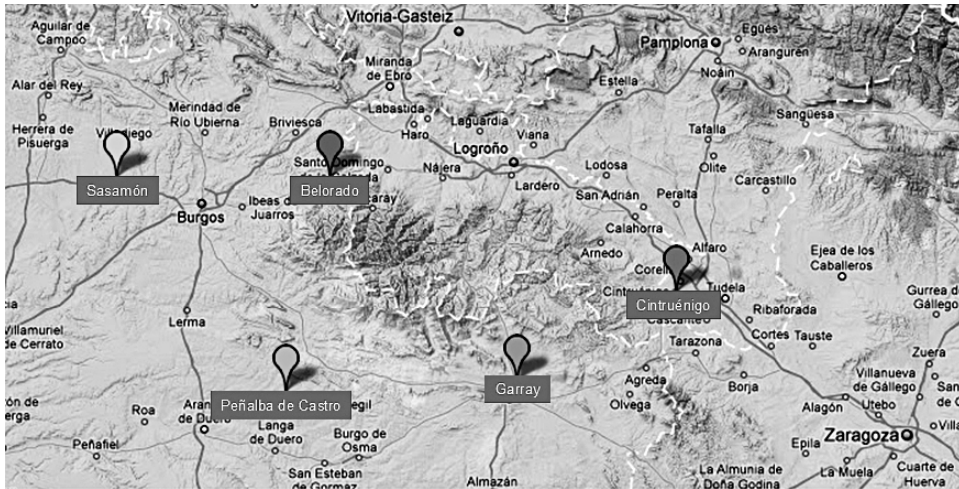 Aguilar de
Campoo
Vitoria-Gasteiz
Egüés
Pamplona
Aranguren
Noáin
Miranda
de Ebro
Estella
Alar del Rey
Merindad de
Río Ubierna
Labastida
Briviesca
Haro
Laguardia
Viana
Sangüesa
Herrera de
Pisuerga
Tafalla
Logroño
Santo Domingo
Nájera
Lardero
Lodosa
Olite
Carcastillo
Sasamón
Belorado
San Adrián
Peralta
Burgos
Ibeas de
Juarros
Calahorra
Arnedo
Alfaro
Ejea de los
Caballeros
Corella
Cintruénigo
Tudela
Gurrea de
Gállego
Lerma
Ribaforada
Villamuriel
de Cerrato
Cortes
Tauste
Tarazona
Zuera
Agreda
Borja
Villanueva
de Gállego
Garray
Peñalba de Castro
Roa
Ólvega
Alagón
Utebo
Peñafiel
Langa
de Duero
Burgo de
Osma
Zaragoza
Epila
San Esteban
de Gormaz
Almazán
La Almunia de
Doña Godina
La Muela
Cuarte de
Huerva